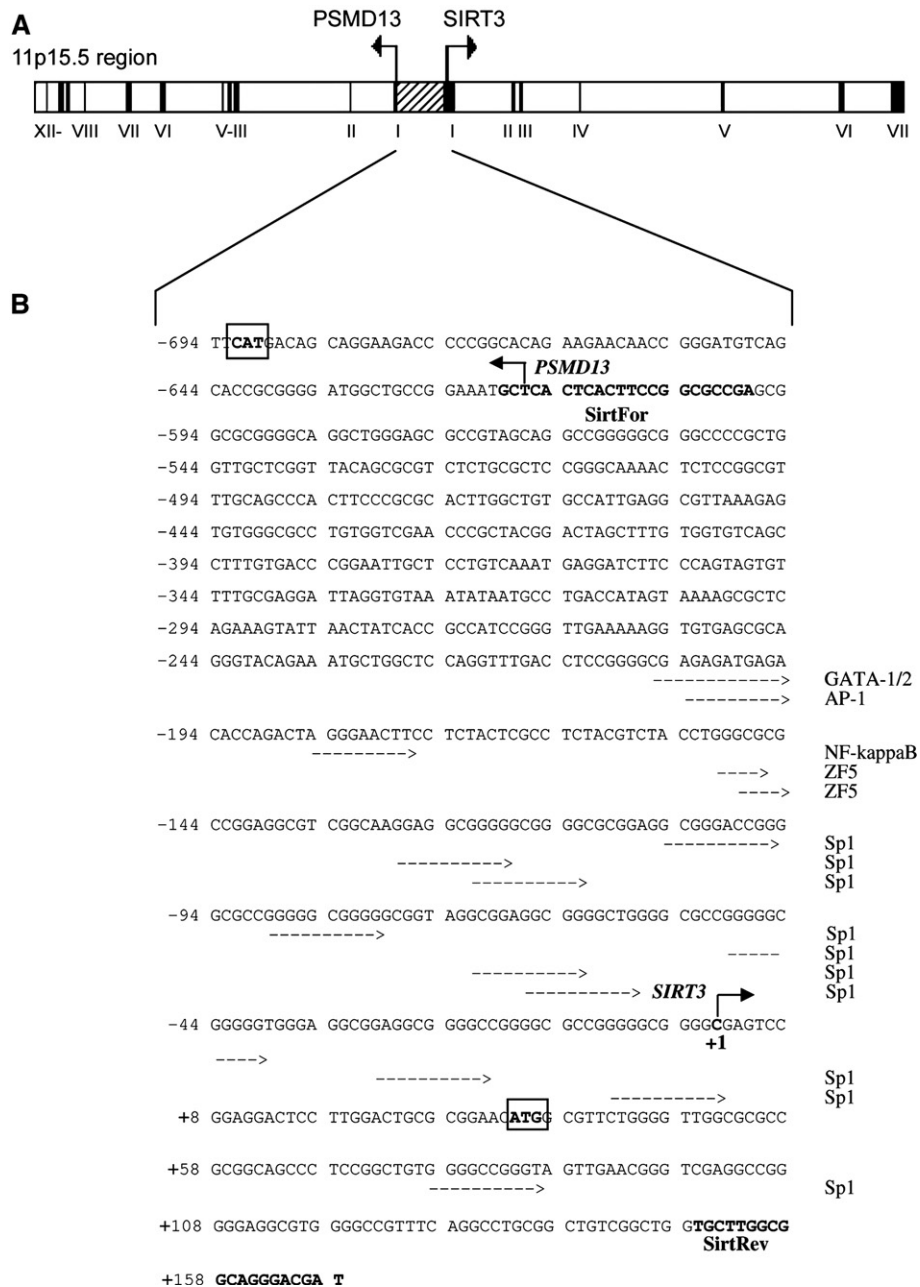 A
PSMD13 SIRT3
11p15.5 region
XII- VIII VII VI V-III II I I II III IV V VI VII
B
-694 TTCATGACAG CAGGAAGACC CCCGGCACAG AAGAACAACC GGGATGTCAG
PSMD13
-644 CACCGCGGGG ATGGCTGCCG GAAATGCTCA CTCACTTCCG GCGCCGAGCG
SirtFor
-594 GCGCGGGGCA GGCTGGGAGC GCCGTAGCAG GCCGGGGGCG GGCCCCGCTG
-544 GTTGCTCGGT TACAGCGCGT CTCTGCGCTC CGGGCAAAAC TCTCCGGCGT
-494 TTGCAGCCCA CTTCCCGCGC ACTTGGCTGT GCCATTGAGG CGTTAAAGAG
-444 TGTGGGCGCC TGTGGTCGAA CCCGCTACGG ACTAGCTTTG TGGTGTCAGC
-394 CTTTGTGACC CGGAATTGCT CCTGTCAAAT GAGGATCTTC CCAGTAGTGT
-344 TTTGCGAGGA TTAGGTGTAA ATATAATGCC TGACCATAGT AAAAGCGCTC
-294 AGAAAGTATT AACTATCACC GCCATCCGGG TTGAAAAAGG TGTGAGCGCA
-244 GGGTACAGAA ATGCTGGCTC CAGGTTTGAC CTCCGGGGCG AGAGATGAGA
-------------> GATA-1/2
----------> AP-1
-194 CACCAGACTA GGGAACTTCC TCTACTCGCC TCTACGTCTA CCTGGGCGCG
----------> NF-kappaB
----> ZF5
----> ZF5
-144 CCGGAGGCGT CGGCAAGGAG GCGGGGGCGG GGCGCGGAGG CGGGACCGGG
-----------> Sp1
-----------> Sp1
-----------> Sp1
-94 GCGCCGGGGG CGGGGGCGGT AGGCGGAGGC GGGGCTGGGG CGCCGGGGGC
-----------> Sp1
----- Sp1
-----------> Sp1
-----------> SIRT3 Sp1
-44 GGGGGTGGGA GGCGGAGGCG GGGCCGGGGC GCCGGGGGCG GGGCGAGTCC
+1
---->
-----------> Sp1
-----------> Sp1
+8 GGAGGACTCC TTGGACTGCG CGGAACATGG CGTTCTGGGG TTGGCGCGCC
+58 GCGGCAGCCC TCCGGCTGTG GGGCCGGGTA GTTGAACGGG TCGAGGCCGG
-----------> Sp1
+108 GGGAGGCGTG GGGCCGTTTC AGGCCTGCGG CTGTCGGCTG GTGCTTGGCG
SirtRev
+158 GCAGGGACGA T